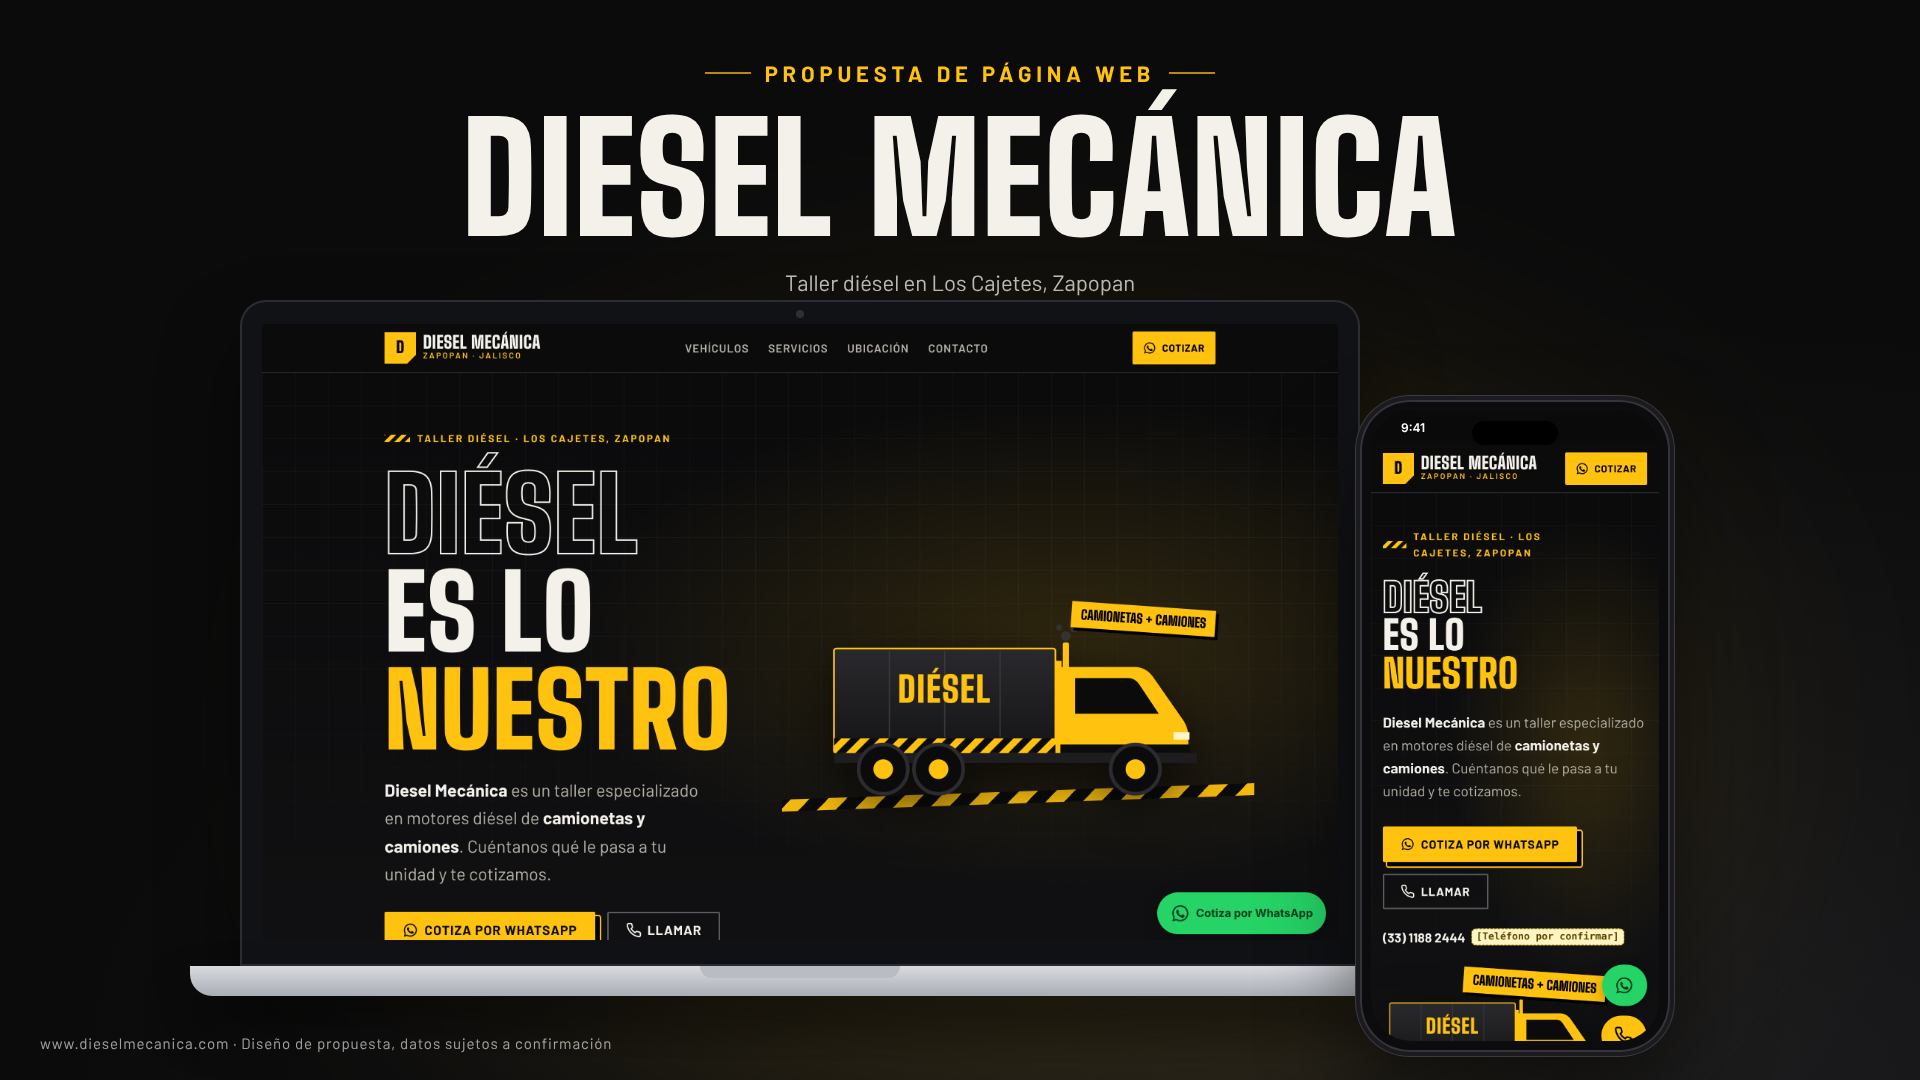 PROPUESTA DE PÁGINA WEB
DIESEL MECÁNICA
Taller diésel en Los Cajetes, Zapopan
D
DIESEL MECÁNICA
ZAPOPAN · JALISCO
VEHÍCULOS
SERVICIOS
UBICACIÓN
CONTACTO
COTIZAR
TALLER DIÉSEL · LOS CAJETES, ZAPOPAN
DIÉSEL
ES LO
NUESTRO
Diesel Mecánica es un taller especializado
en motores diésel de camionetas y
camiones. Cuéntanos qué le pasa a tu
unidad y te cotizamos.
COTIZA POR WHATSAPP
LLAMAR
CAMIONETAS + CAMIONES
DIÉSEL
Cotiza por WhatsApp
9:41
D
DIESEL MECÁNICA
ZAPOPAN · JALISCO
COTIZAR
TALLER DIÉSEL · LOS
CAJETES, ZAPOPAN
DIÉSEL
ES LO
NUESTRO
Diesel Mecánica es un taller especializado
en motores diésel de camionetas y
camiones. Cuéntanos qué le pasa a tu
unidad y te cotizamos.
COTIZA POR WHATSAPP
LLAMAR
(33) 1188 2444 [Teléfono por confirmar]
CAMIONETAS + CAMIONES
DIÉSEL
www.dieselmecanica.com · Diseño de propuesta, datos sujetos a confirmación